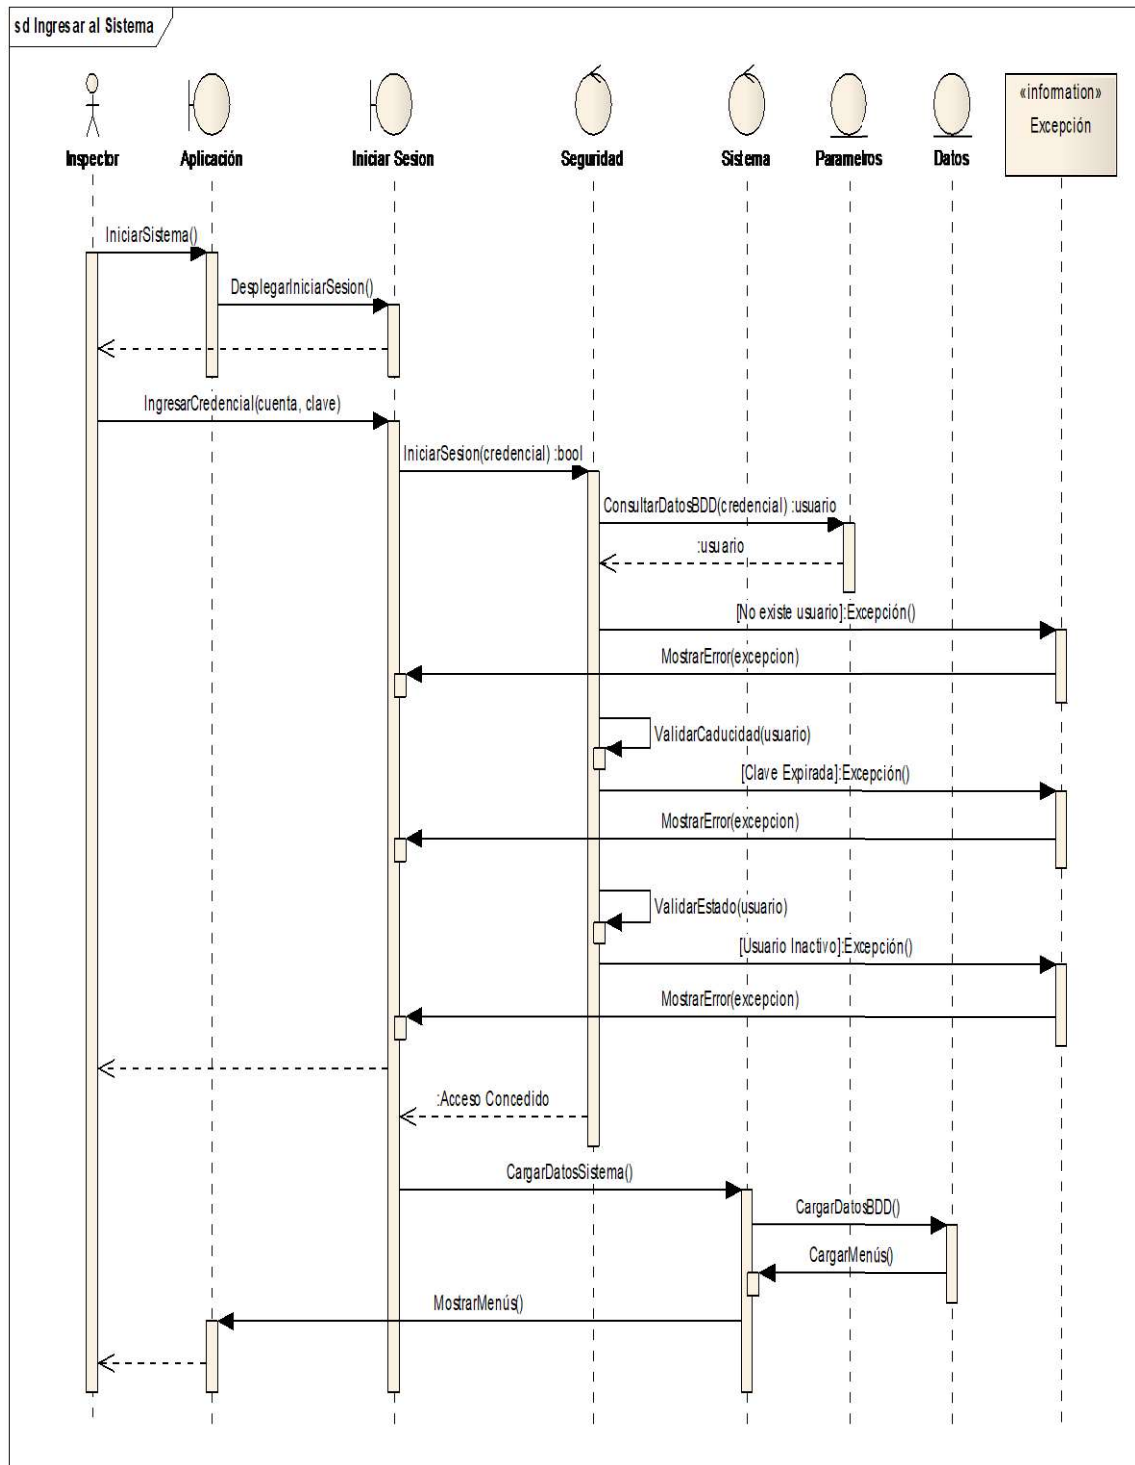 sd Ingresar al Sistema
«information»
Excepción
Inspector
Aplicación
Iniciar Sesion
Seguridad
Sistema
Parametros
Datos
IniciarSistema()
DesplegarIniciarSesion()
IngresarCredencial(cuenta, clave)
IniciarSesion(credencial) :bool
ConsultarDatosBDD(credencial) :usuario
:usuario
[No existe usuario]:Excepción()
MostrarError(excepcion)
ValidarCaducidad(usuario)
[Clave Expirada]:Excepción()
MostrarError(excepcion)
ValidarEstado(usuario)
[Usuario Inactivo]:Excepción()
MostrarError(excepcion)
:Acceso Concedido
CargarDatosSistema()
CargarDatosBDD()
CargarMenús()
MostrarMenús()